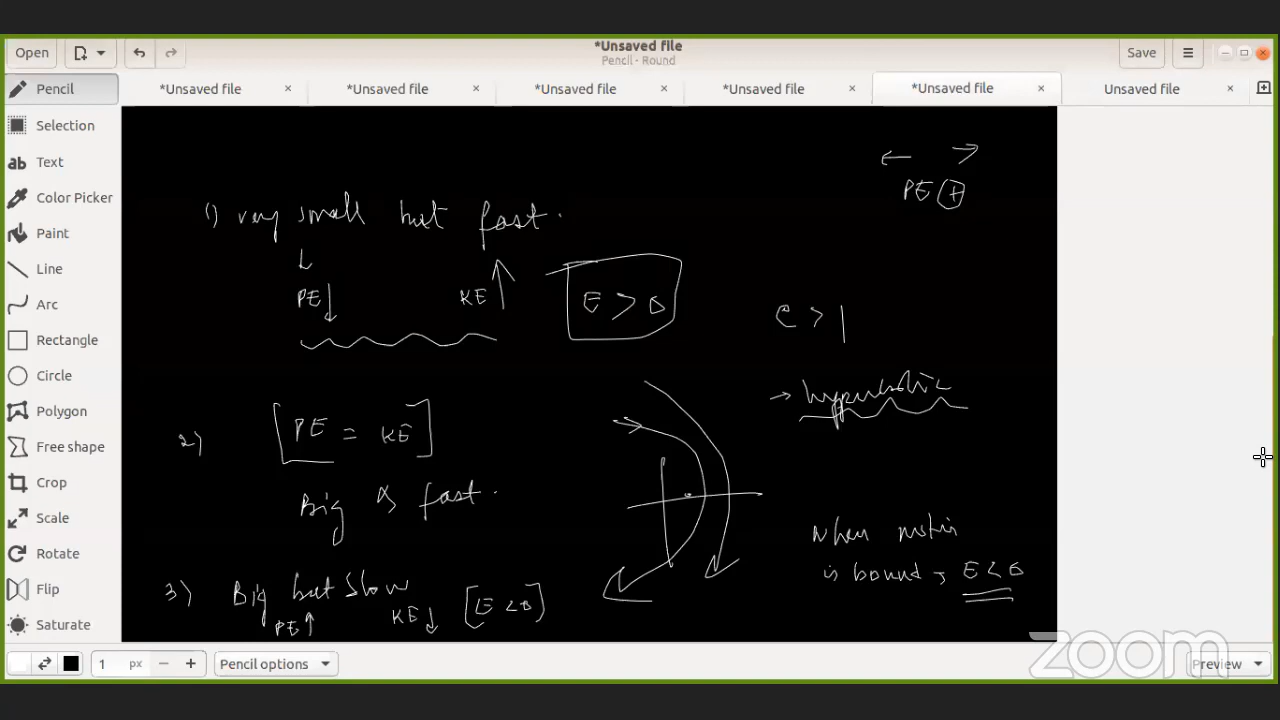 Open
*Unsaved file
Pencil - Round
Save
Pencil
*Unsaved file
*Unsaved file
*Unsaved file
*Unsaved file
*Unsaved file
Unsaved file
Selection
Text
Color Picker
Paint
Line
Arc
Rectangle
Circle
Polygon
Free shape
Crop
Scale
Rotate
Flip
Saturate
PE +
1) very small but fast.
PE↓ KE↑ E > 0
e > 1
→ hyperbolic
2) [PE = KE]
Big & fast.
When motion
is bound → E < 0
3) Big but Slow
PE↑ KE↓ [E < 0]
zoom
1 px
Pencil options
Preview